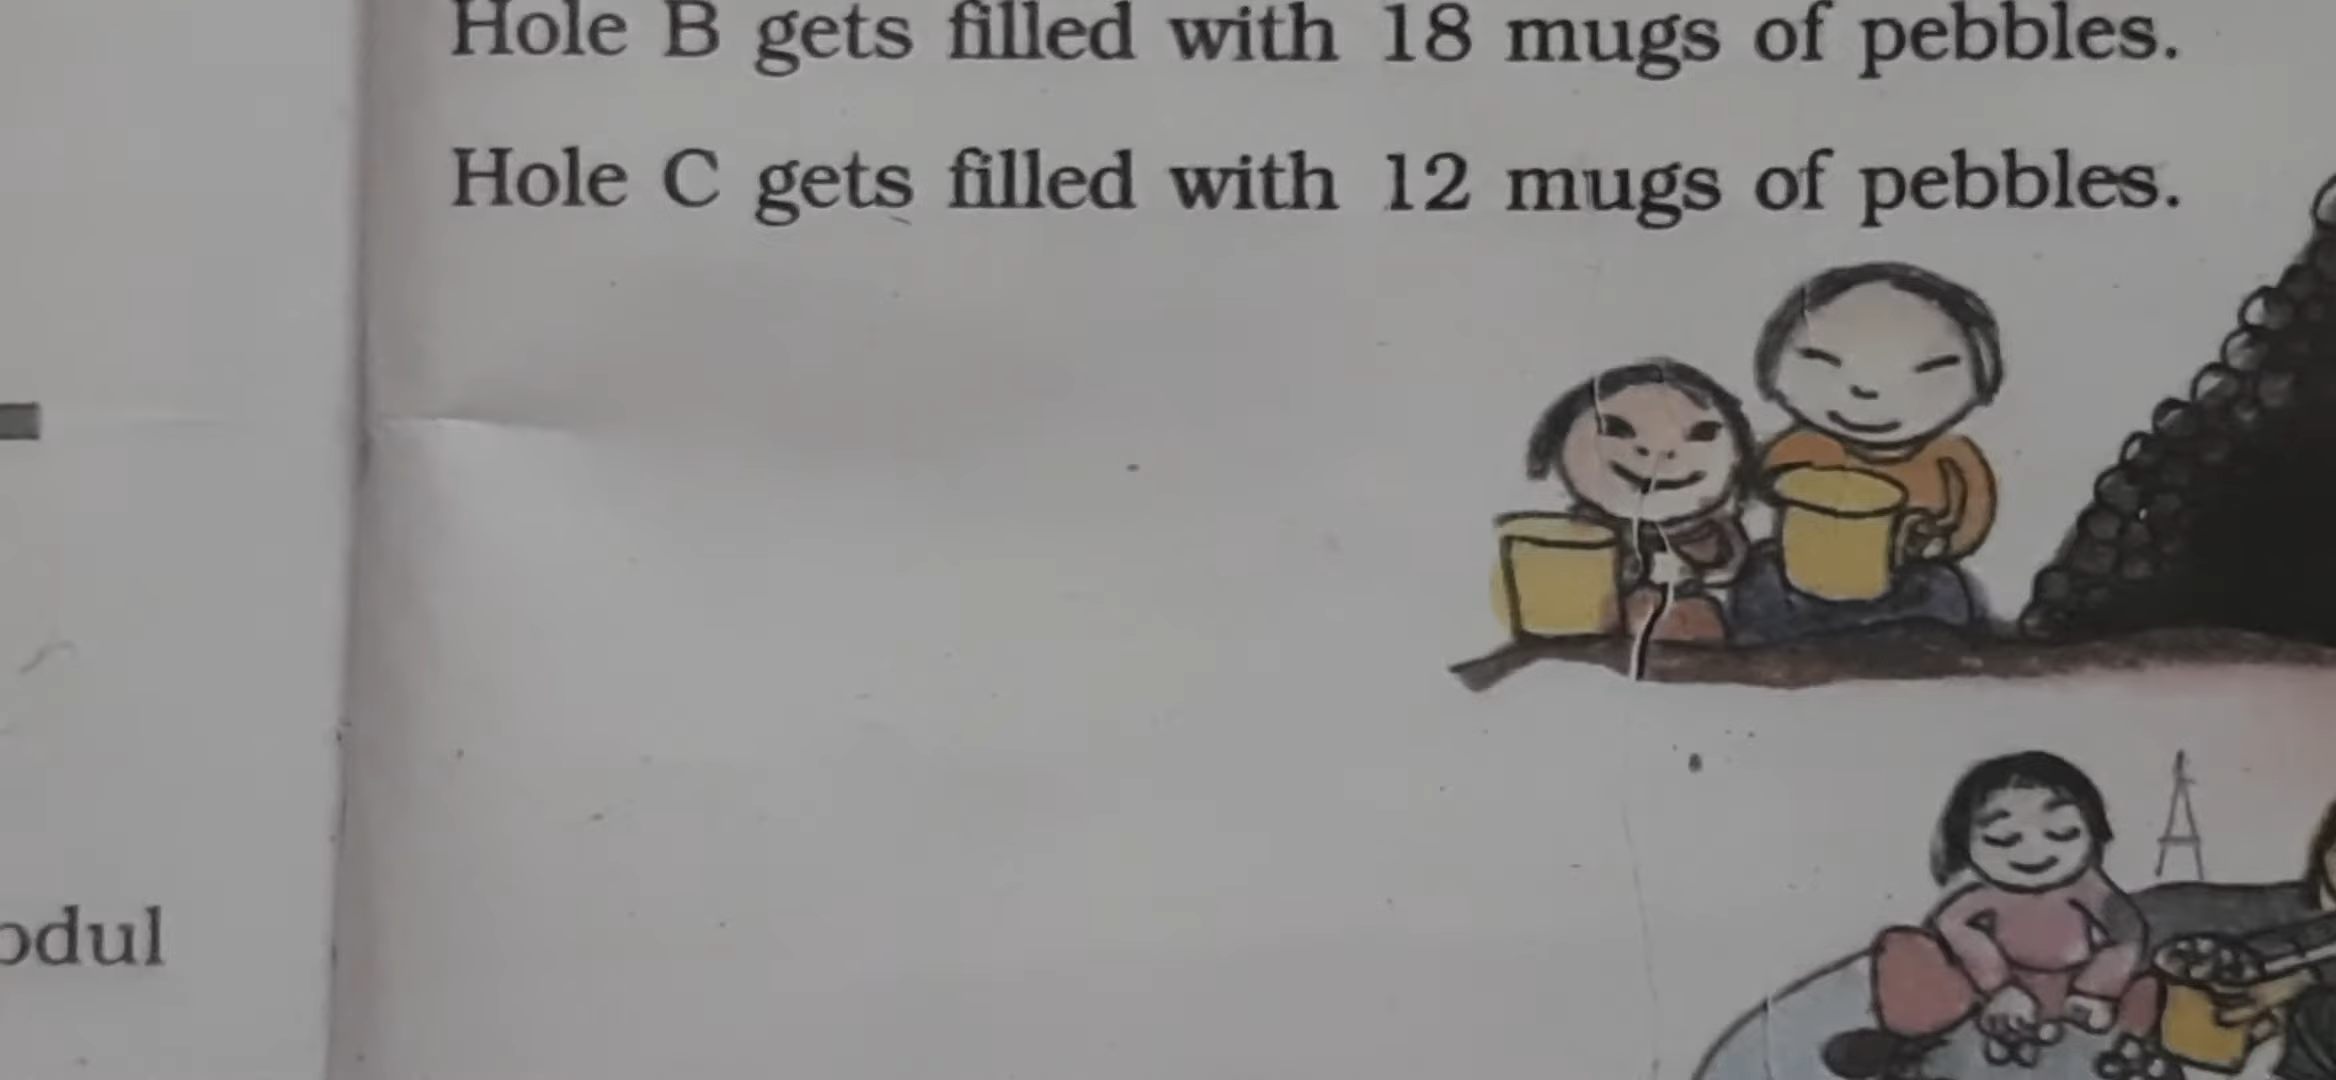 Hole B gets filled with 18 mugs of pebbles.
Hole C gets filled with 12 mugs of pebbles.
odul